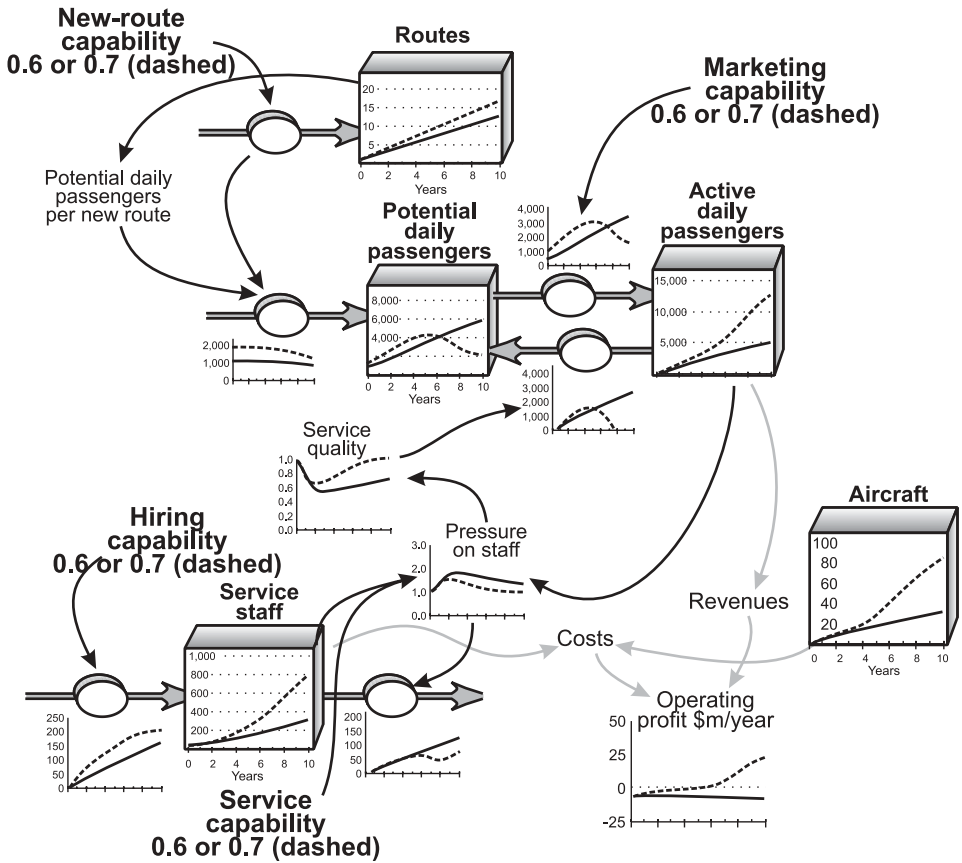 New-route
capability
0.6 or 0.7 (dashed)
Routes
20
15
10
5
0 2 4 6 8 10
Years
Marketing
capability
0.6 or 0.7 (dashed)
Potential daily
passengers
per new route
Potential
daily
passengers
8,000
6,000
4,000
0 2 4 6 8 10
Years
4,000
3,000
2,000
1,000
0
Active
daily
passengers
15,000
10,000
5,000
0 2 4 6 8 10
Years
2,000
1,000
0
4,000
3,000
2,000
1,000
0
Service
quality
1.0
0.8
0.6
0.4
0.2
0.0
Pressure
on staff
3.0
2.0
1.0
0.0
Aircraft
100
80
60
40
20
0 2 4 6 8 10
Years
Hiring
capability
0.6 or 0.7 (dashed)
Service
staff
1,000
800
600
400
200
0 2 4 6 8 10
Years
250
200
150
100
50
0
200
150
100
50
0
Revenues
Costs
Operating
profit $m/year
50
25
0
-25
Service
capability
0.6 or 0.7 (dashed)